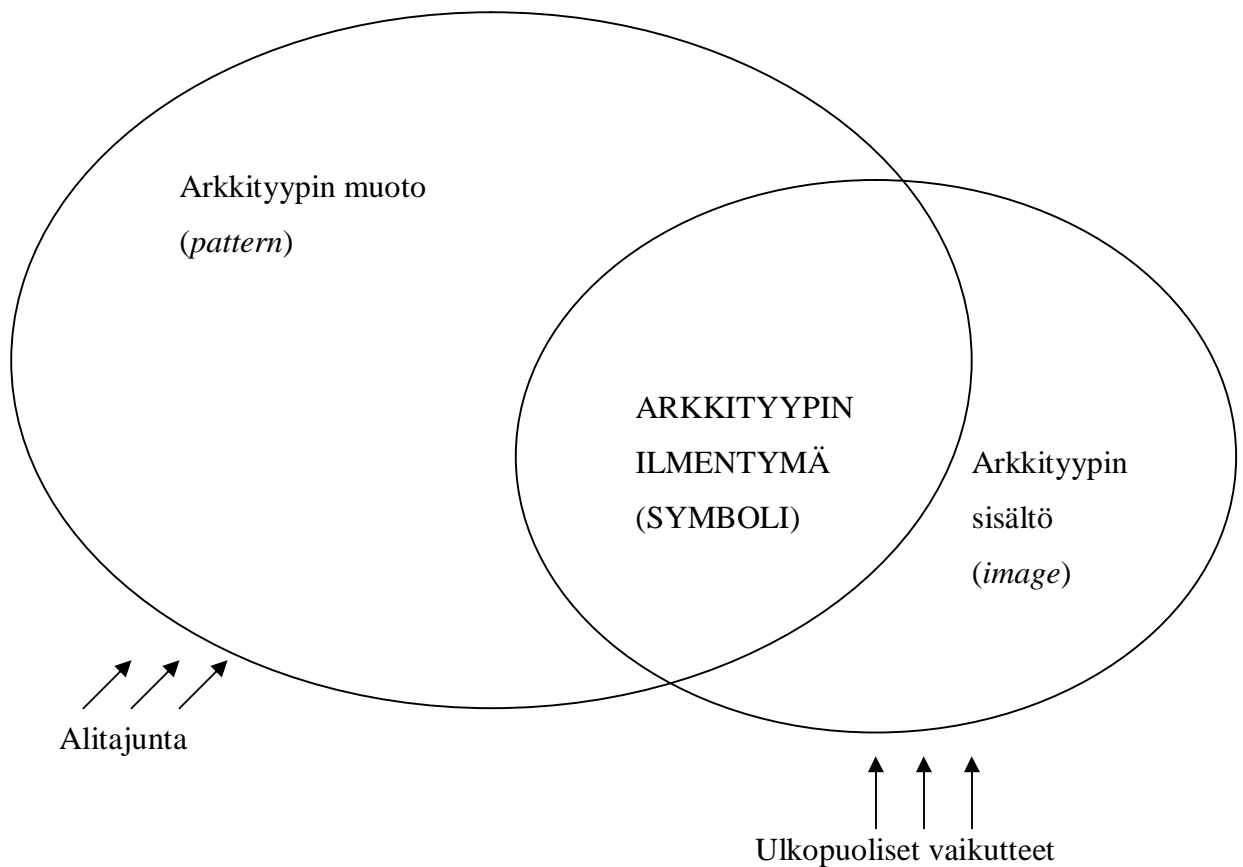 Arkkityypin muoto
(pattern)
ARKKITYYPIN
ILMENTYMÄ
(SYMBOLI)
Arkkityypin
sisältö
(image)
Alitajunta
Ulkopuoliset vaikutteet